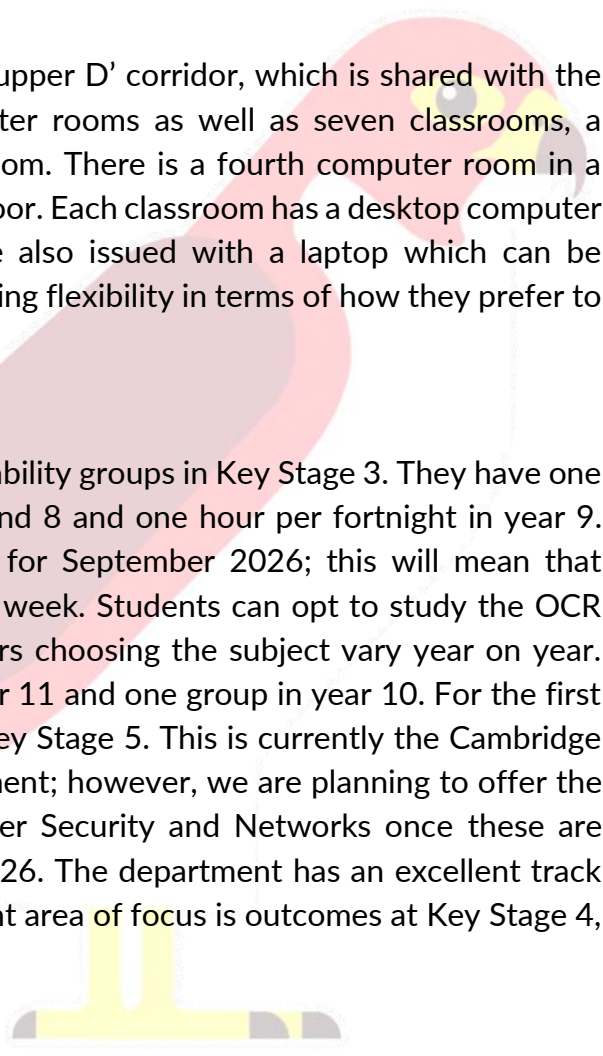 upper D’ corridor, which is shared with the
ter rooms as well as seven classrooms, a
om. There is a fourth computer room in a
oor. Each classroom has a desktop computer
e also issued with a laptop which can be
ing flexibility in terms of how they prefer to
ability groups in Key Stage 3. They have one
nd 8 and one hour per fortnight in year 9.
for September 2026; this will mean that
week. Students can opt to study the OCR
rs choosing the subject vary year on year.
r 11 and one group in year 10. For the first
ey Stage 5. This is currently the Cambridge
nent; however, we are planning to offer the
er Security and Networks once these are
26. The department has an excellent track
nt area of focus is outcomes at Key Stage 4,